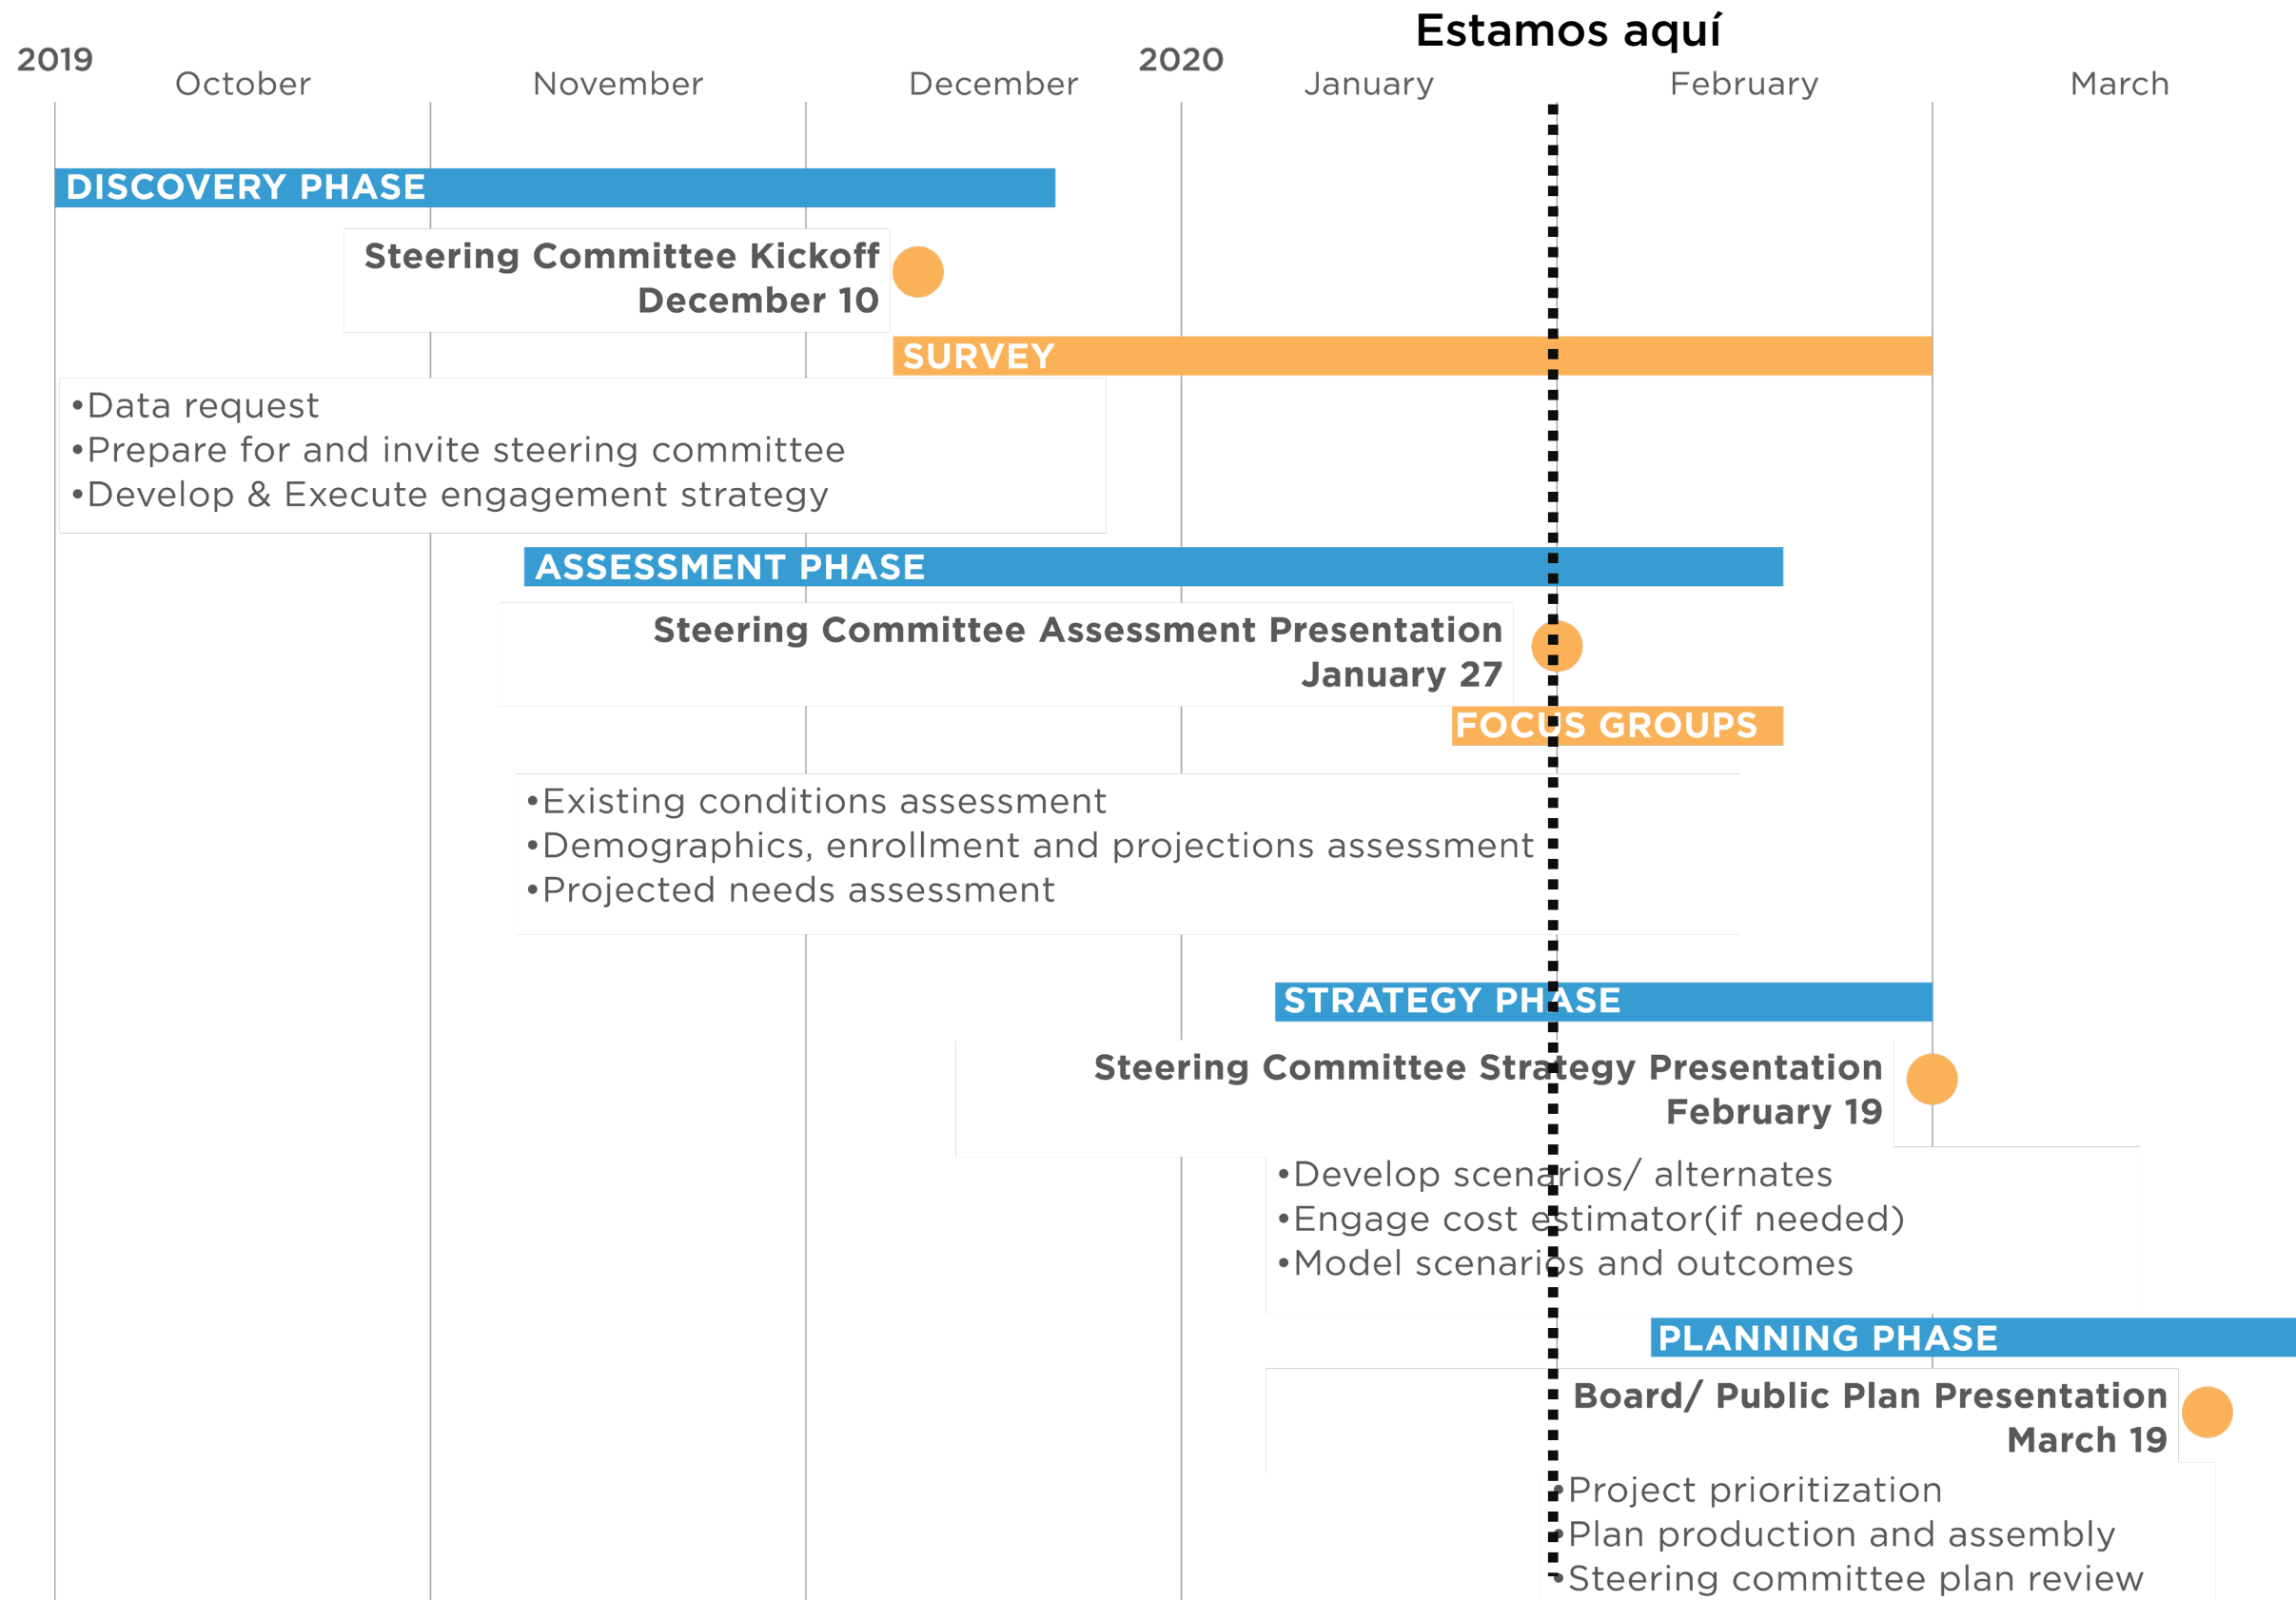 Estamos aquí
2019
2020
October
November
December
January
February
March
DISCOVERY PHASE
Steering Committee Kickoff
December 10
SURVEY
•Data request
•Prepare for and invite steering committee
•Develop & Execute engagement strategy
ASSESSMENT PHASE
Steering Committee Assessment Presentation
January 27
FOCUS GROUPS
•Existing conditions assessment
•Demographics, enrollment and projections assessment
•Projected needs assessment
STRATEGY PHASE
Steering Committee Strategy Presentation
February 19
•Develop scenarios/ alternates
•Engage cost estimator(if needed)
•Model scenarios and outcomes
PLANNING PHASE
Board/ Public Plan Presentation
March 19
•Project prioritization
•Plan production and assembly
•Steering committee plan review